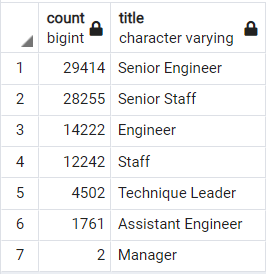 count title
bigint character varying
1 29414 Senior Engineer
2 28255 Senior Staff
3 14222 Engineer
4 12242 Staff
5 4502 Technique Leader
6 1761 Assistant Engineer
7 2 Manager